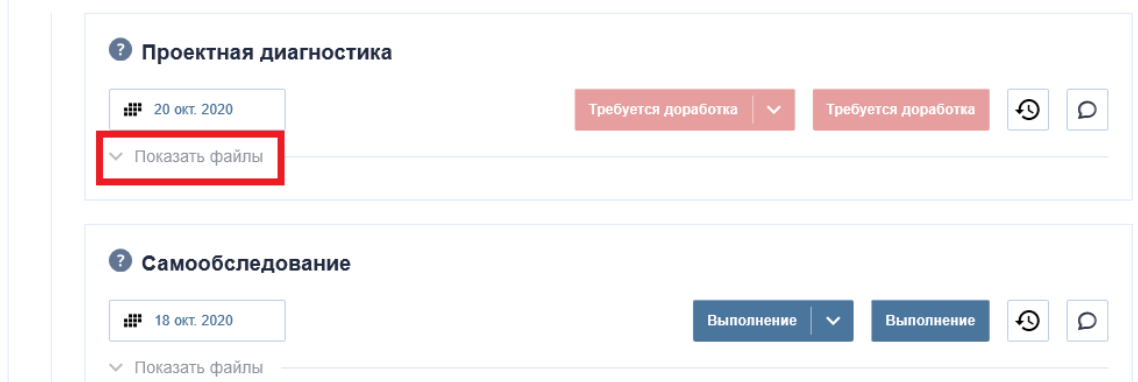 Проектная диагностика
20 окт. 2020
Требуется доработка
Требуется доработка
Показать файлы
Самообследование
18 окт. 2020
Выполнение
Выполнение
Показать файлы